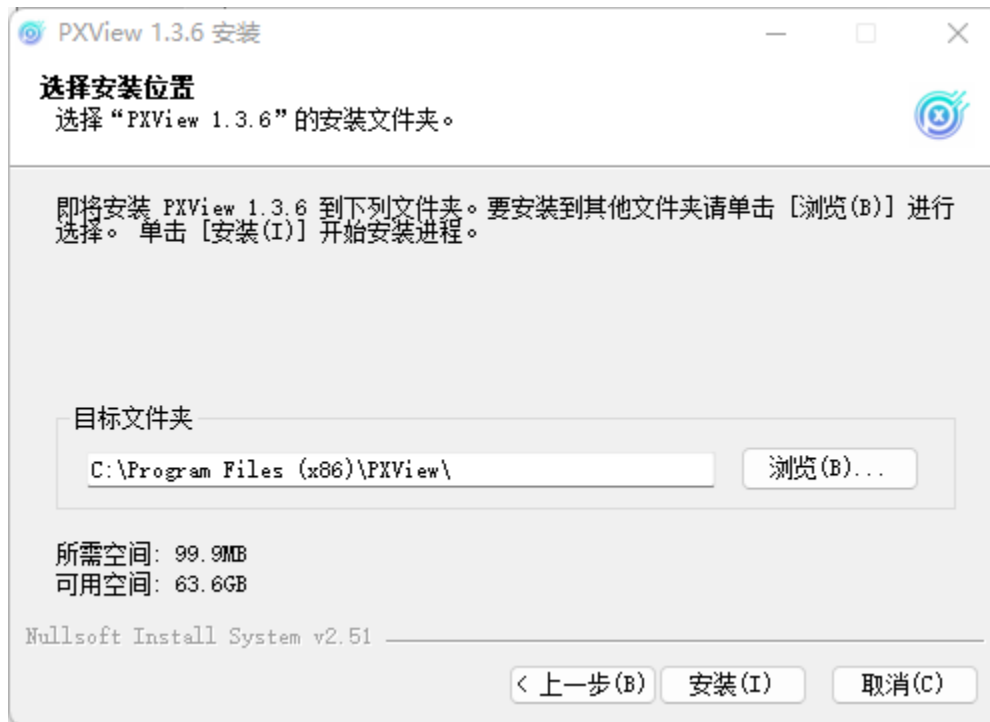 PXView 1.3.6 安装
选择安装位置
选择“PXView 1.3.6”的安装文件夹。
即将安装 PXView 1.3.6 到下列文件夹。要安装到其他文件夹请单击 [浏览(B)] 进行
选择。 单击 [安装(I)] 开始安装进程。
目标文件夹
C:\Program Files (x86)\PXView\
浏览(B)...
所需空间: 99.9MB
可用空间: 63.6GB
Nullsoft Install System v2.51
< 上一步(B) 安装(I) 取消(C)